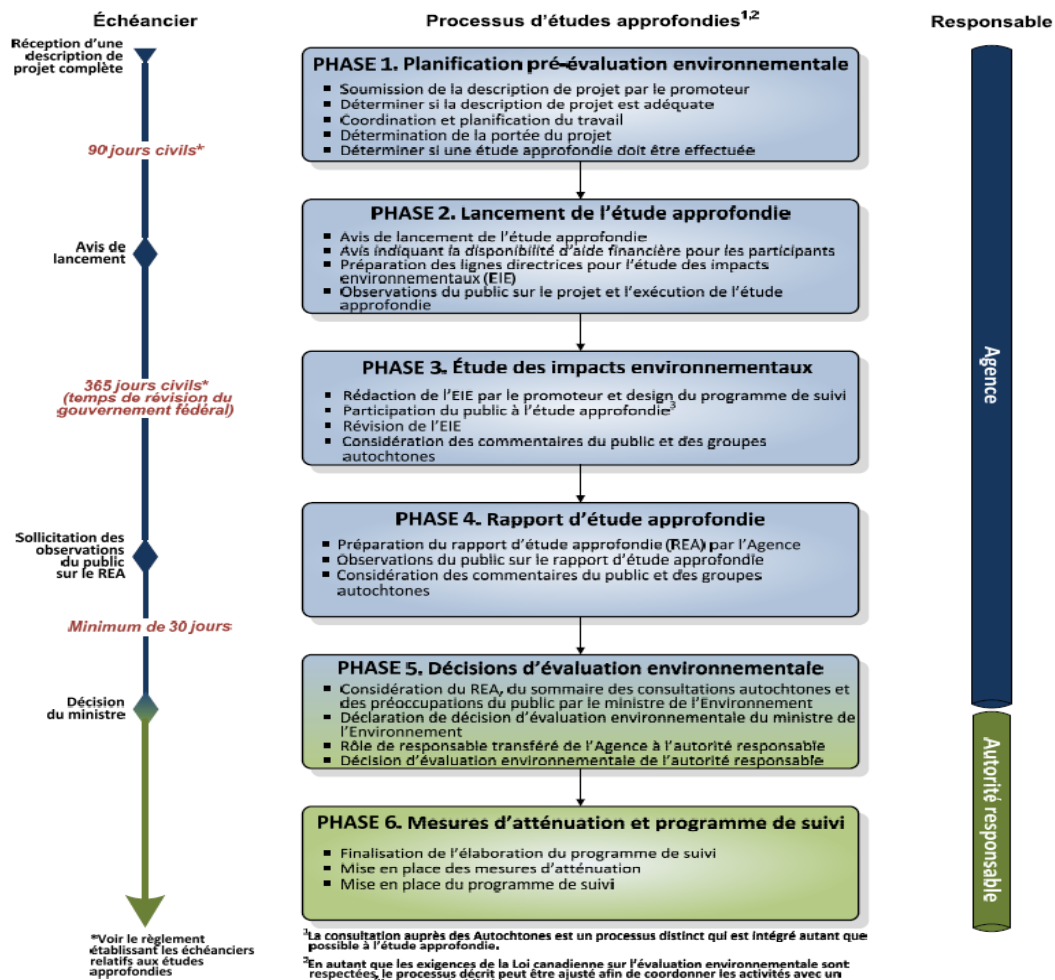 Échéancier
Processus d'études approfondies1,2
Responsable
Réception d'une
description de
projet complète
90 jours civils*
Avis de
lancement
365 jours civils*
(temps de révision du
gouvernement fédéral)
Sollicitation des
observations
du public
sur le REA
Minimum de 30 jours
Décision
du ministre
*Voir le règlement
établissant les échéanciers
relatifs aux études
approfondies
PHASE 1. Planification pré-évaluation environnementale
▪ Soumission de la description de projet par le promoteur
▪ Déterminer si la description de projet est adéquate
▪ Coordination et planification du travail
▪ Détermination de la portée du projet
▪ Déterminer si une étude approfondie doit être effectuée
PHASE 2. Lancement de l'étude approfondie
▪ Avis de lancement de l'étude approfondie
▪ Avis indiquant la disponibilité d'aide financière pour les participants
▪ Préparation des lignes directrices pour l'étude des impacts
environnementaux (EIE)
▪ Observations du public sur le projet et l'exécution de l'étude
approfondie
PHASE 3. Étude des impacts environnementaux
▪ Rédaction de l'EIE par le promoteur et design du programme de suivi
▪ Participation du public à l'étude approfondie3
▪ Révision de l'EIE
▪ Considération des commentaires du public et des groupes
autochtones
PHASE 4. Rapport d'étude approfondie
▪ Préparation du rapport d'étude approfondie (REA) par l'Agence
▪ Observations du public sur le rapport d'étude approfondie
▪ Considération des commentaires du public et des groupes
autochtones
PHASE 5. Décisions d'évaluation environnementale
▪ Considération du REA, du sommaire des consultations autochtones et
des préoccupations du public par le ministre de l'Environnement
▪ Déclaration de décision d'évaluation environnementale du ministre de
l'Environnement
▪ Rôle de responsable transféré de l'Agence à l'autorité responsable
▪ Décision d'évaluation environnementale de l'autorité responsable
PHASE 6. Mesures d'atténuation et programme de suivi
▪ Finalisation de l'élaboration du programme de suivi
▪ Mise en place des mesures d'atténuation
▪ Mise en place du programme de suivi
La consultation auprès des Autochtones est un processus distinct qui est intégré autant que
possible à l'étude approfondie.
2En autant que les exigences de la Loi canadienne sur l'évaluation environnementale sont
respectées, le processus décrit peut être ajusté afin de coordonner les activités avec un
Agence
Autorité responsable